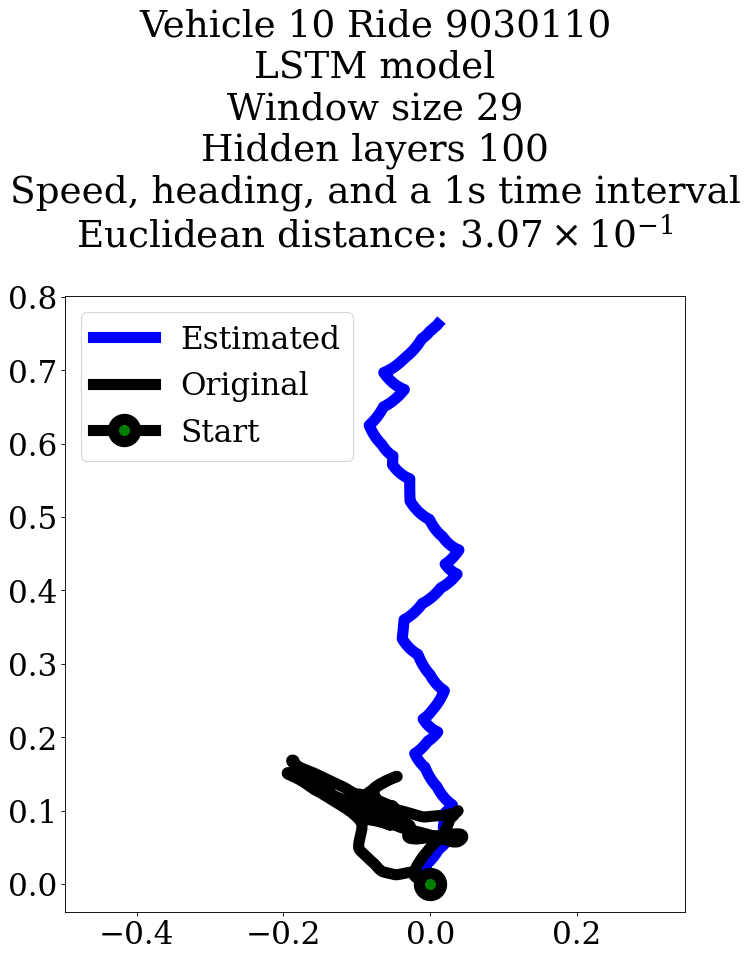 Vehicle 10 Ride 9030110
LSTM model
Window size 29
Hidden layers 100
Speed, heading, and a 1s time interval
Euclidean distance: 3.07 × 10⁻¹
Estimated
Original
Start
0.8
0.7
0.6
0.5
0.4
0.3
0.2
0.1
0.0
−0.4
−0.2
0.0
0.2